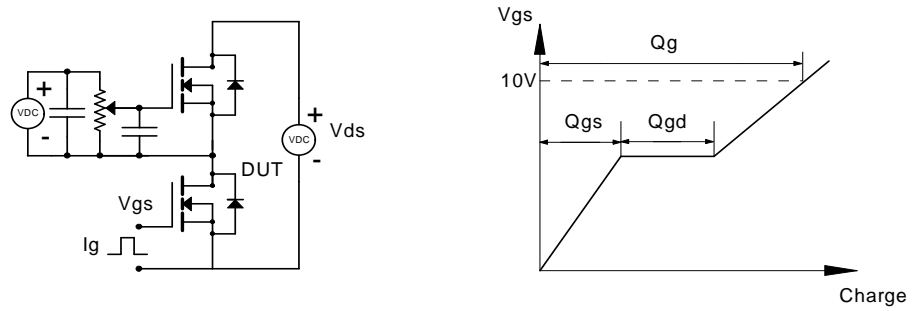 +
VDC
-
+
VDC
-
Vds
DUT
Vgs
Ig
Vgs
10V
Qg
Qgs
Qgd
Charge